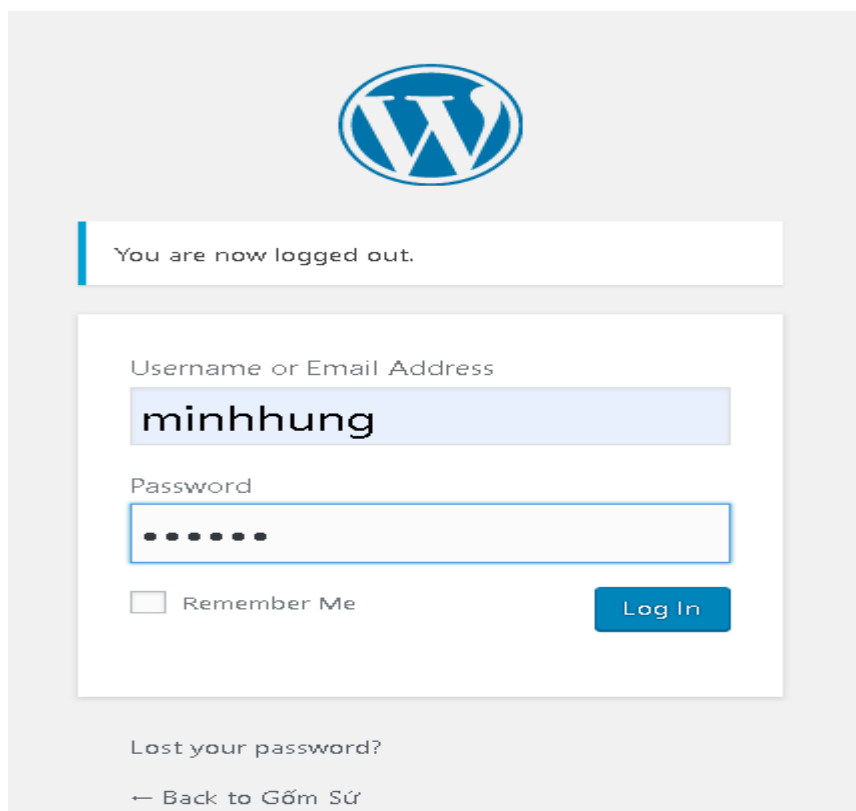 You are now logged out.
Username or Email Address
minhhung
Password
••••••
Remember Me
Log In
Lost your password?
← Back to Gốm Sứ